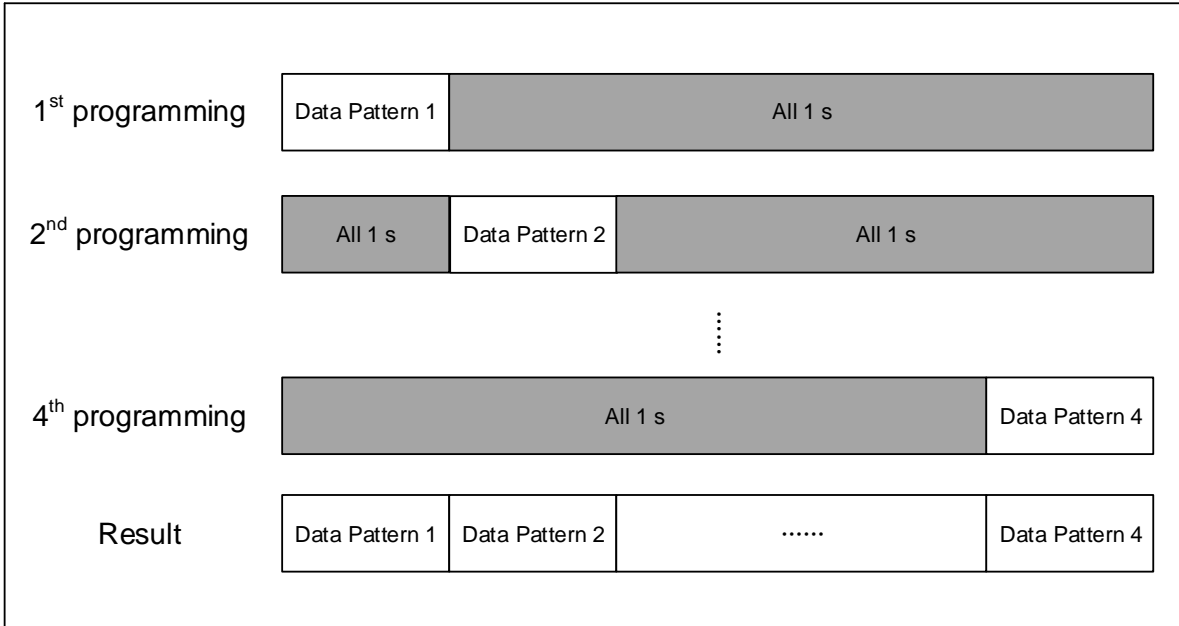 1st programming Data Pattern 1 All 1 s
2nd programming All 1 s Data Pattern 2 All 1 s
......
4th programming All 1 s Data Pattern 4
Result Data Pattern 1 Data Pattern 2 ...... Data Pattern 4